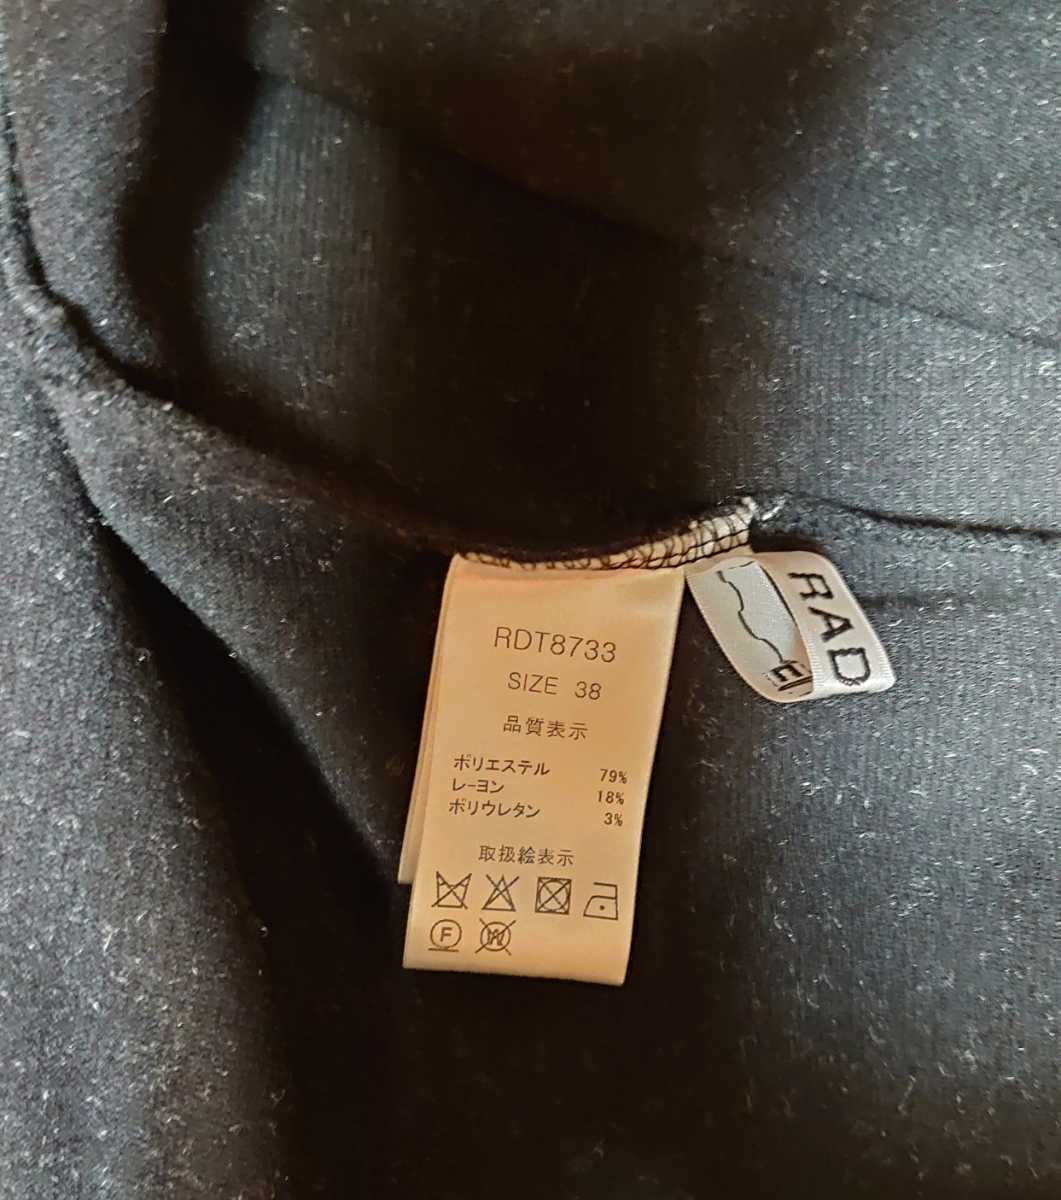 RDT8733
SIZE 38
品質表示
ポリエステル 79%
レーヨン 18%
ポリウレタン 3%
取扱絵表示
F
W
RAD